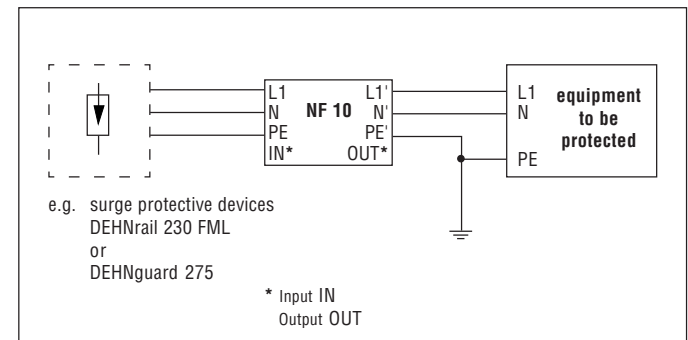 L1
N
PE
IN*
NF 10
L1'
N'
PE'
OUT*
L1
N
PE
equipment
to be
protected
e.g. surge protective devices
DEHNrail 230 FML
or
DEHNguard 275
* Input IN
Output OUT